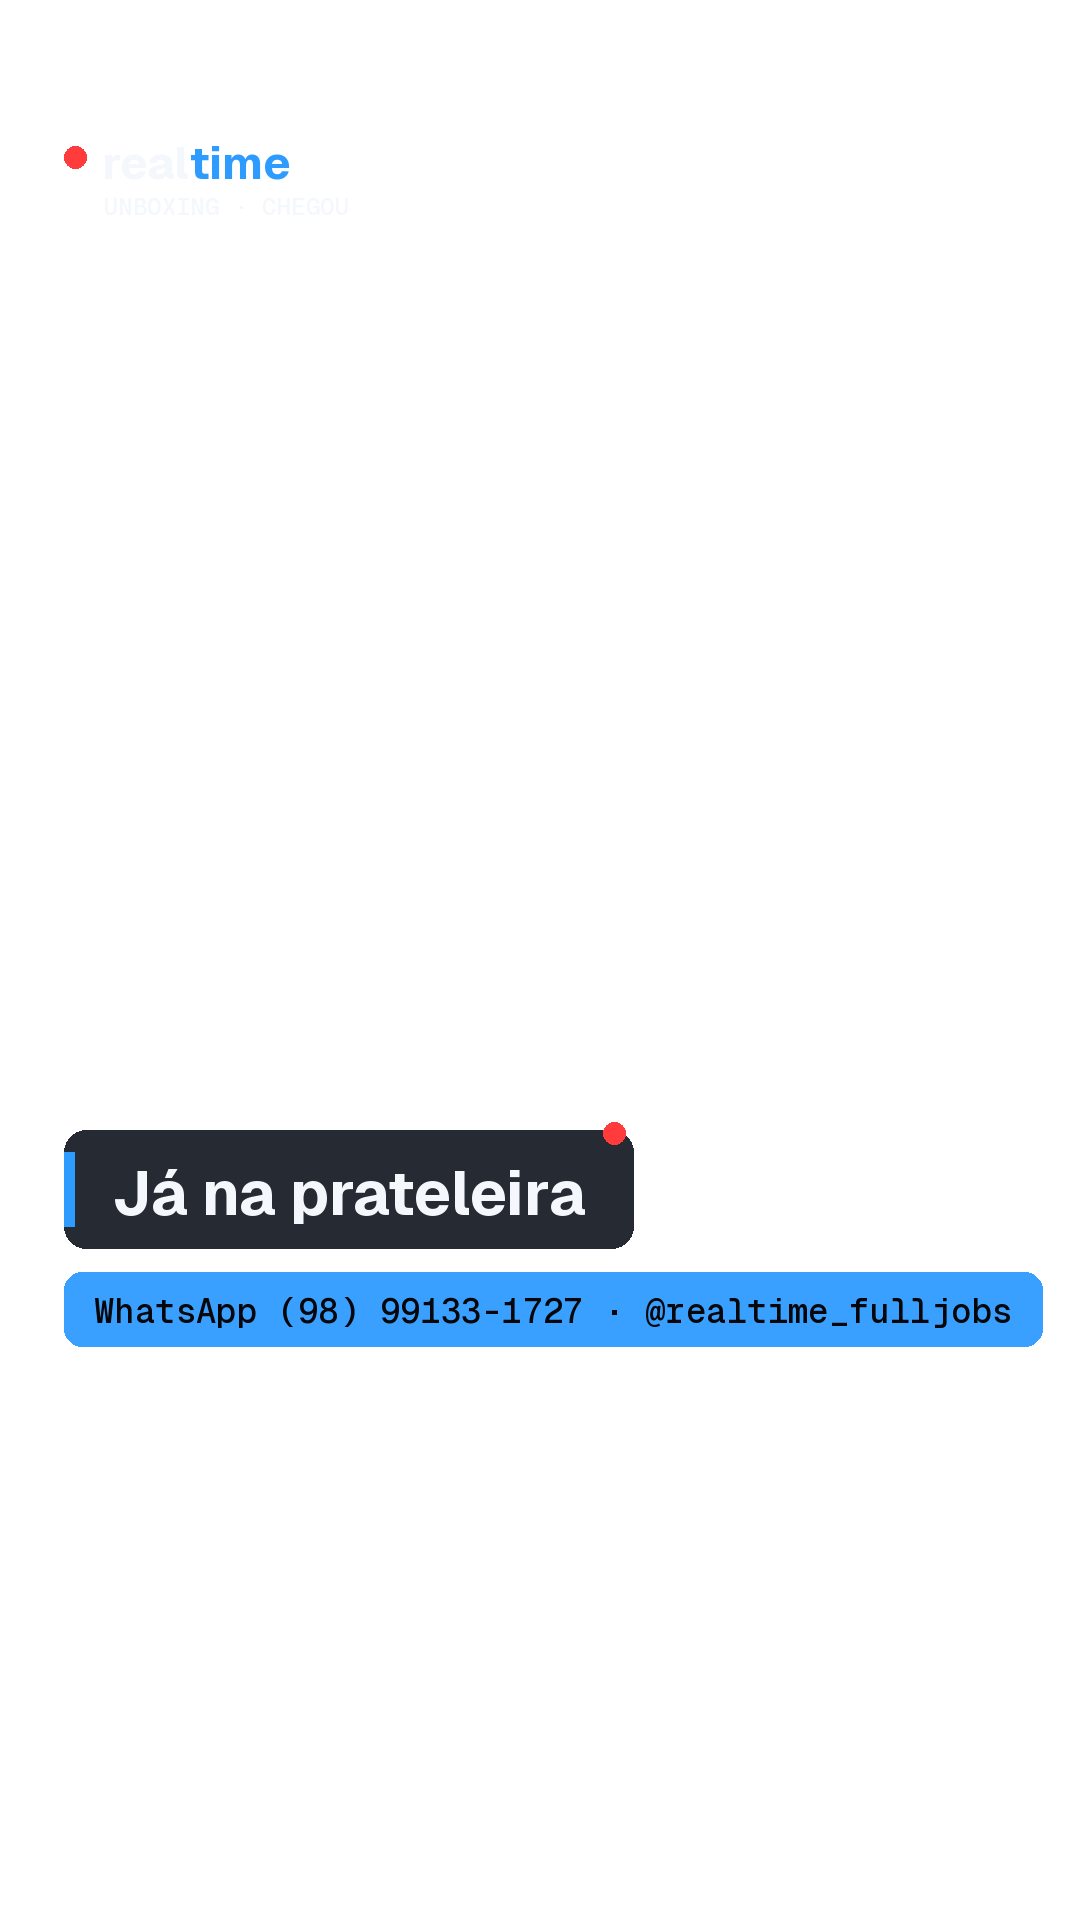 realtime
UNBOXING · CHEGOU
Já na prateleira
WhatsApp (98) 99133-1727 · @realtime_fulljobs